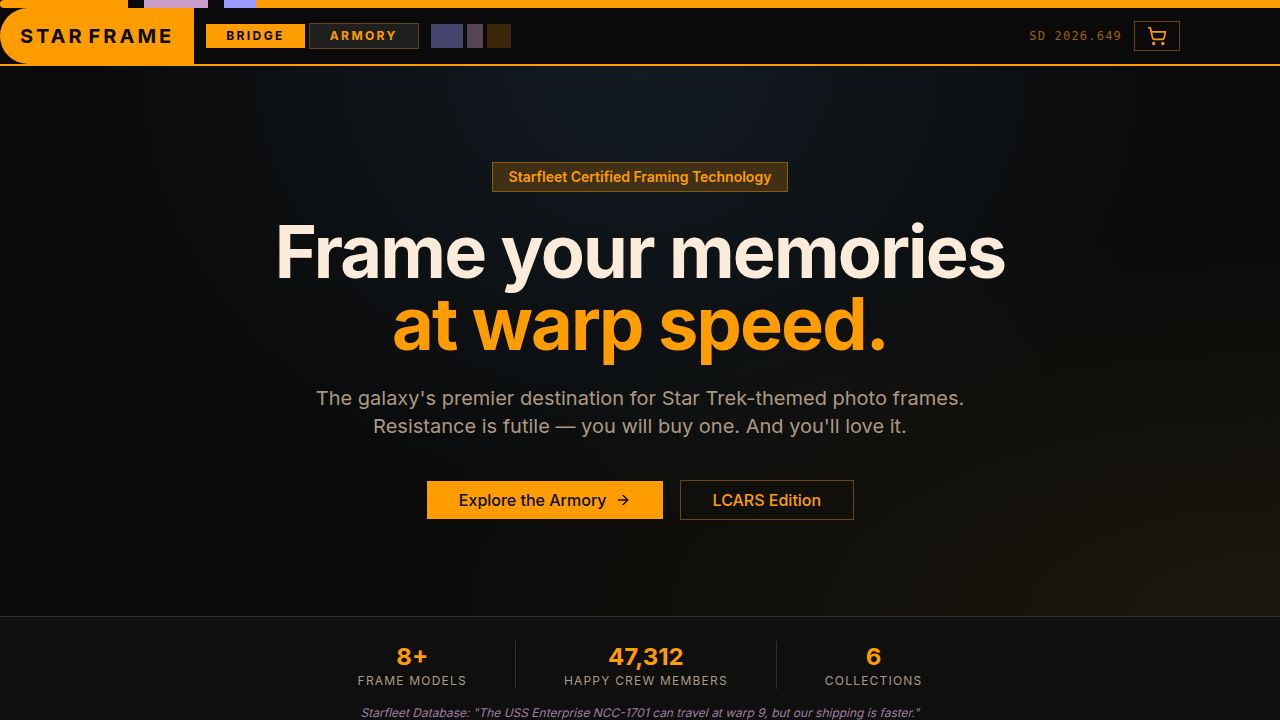 STAR FRAME
BRIDGE
ARMORY
SD 2026.649
Starfleet Certified Framing Technology
Frame your memories
at warp speed.
The galaxy's premier destination for Star Trek-themed photo frames.
Resistance is futile — you will buy one. And you'll love it.
Explore the Armory →
LCARS Edition
8+
FRAME MODELS
47,312
HAPPY CREW MEMBERS
6
COLLECTIONS
Starfleet Database: "The USS Enterprise NCC-1701 can travel at warp 9, but our shipping is faster."